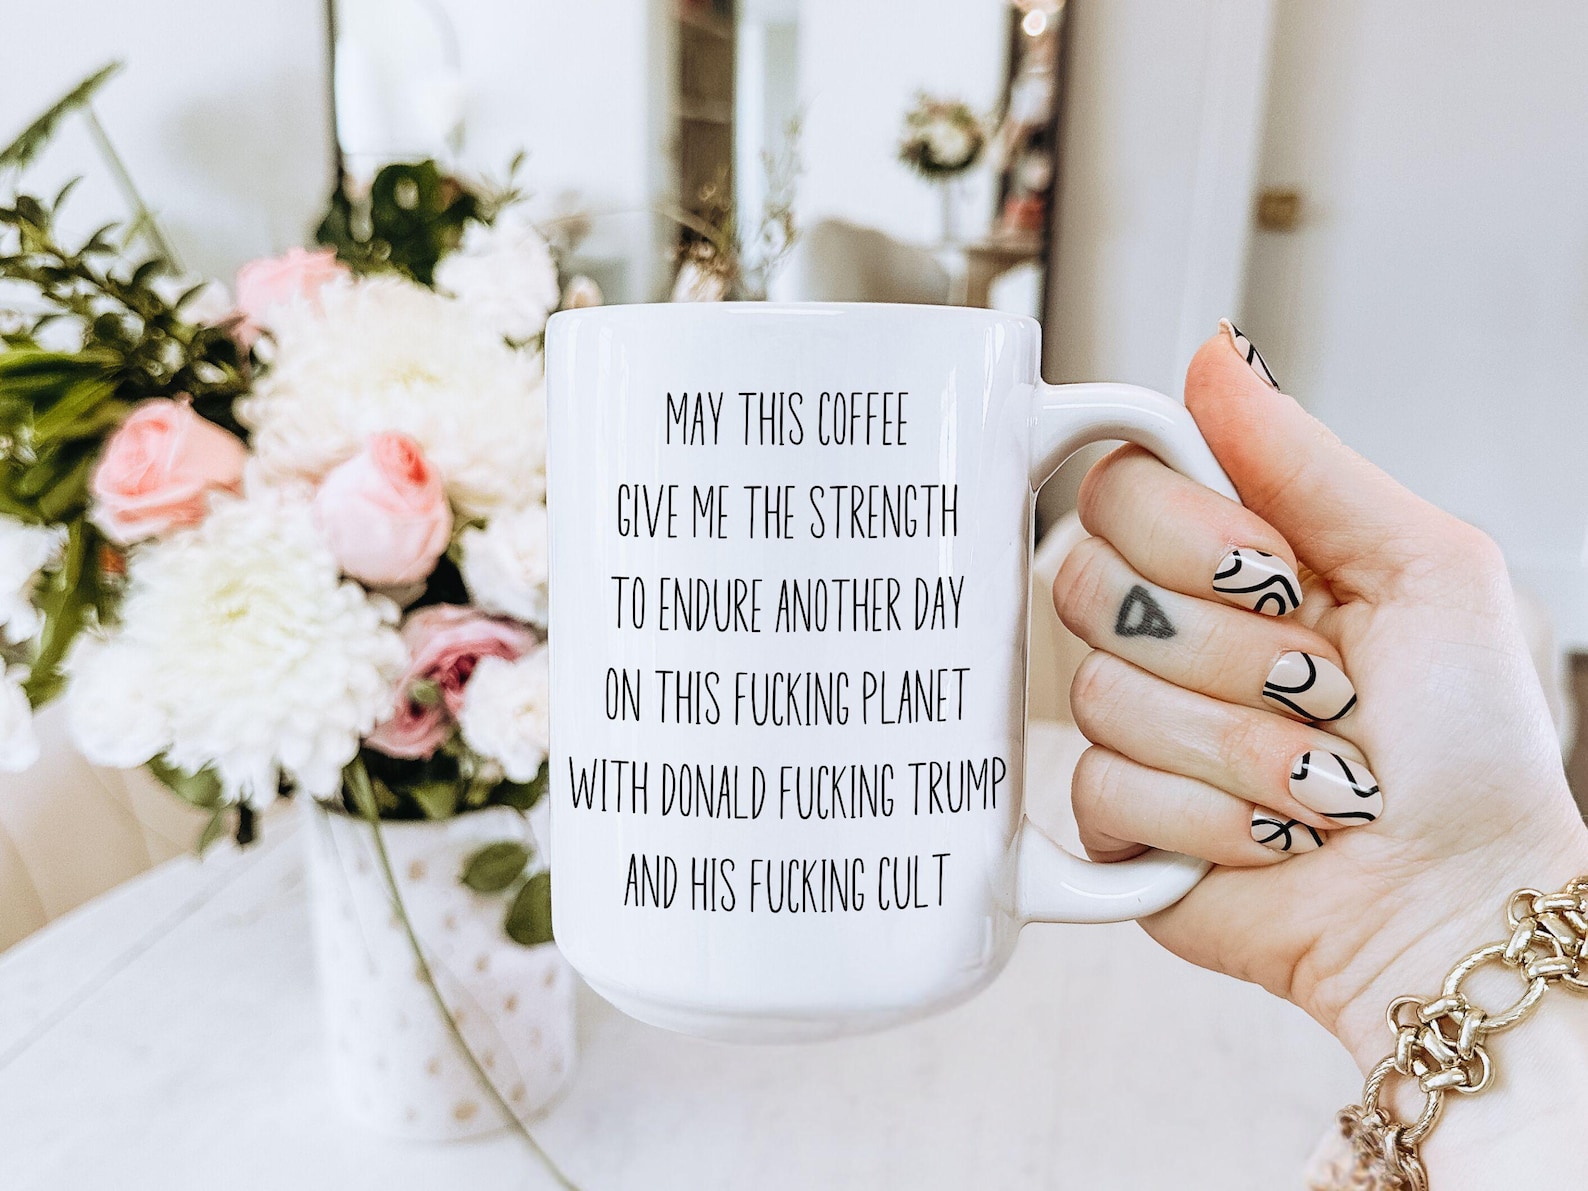 MAY THIS COFFEE
GIVE ME THE STRENGTH
TO ENDURE ANOTHER DAY
ON THIS FUCKING PLANET
WITH DONALD FUCKING TRUMP
AND HIS FUCKING CULT